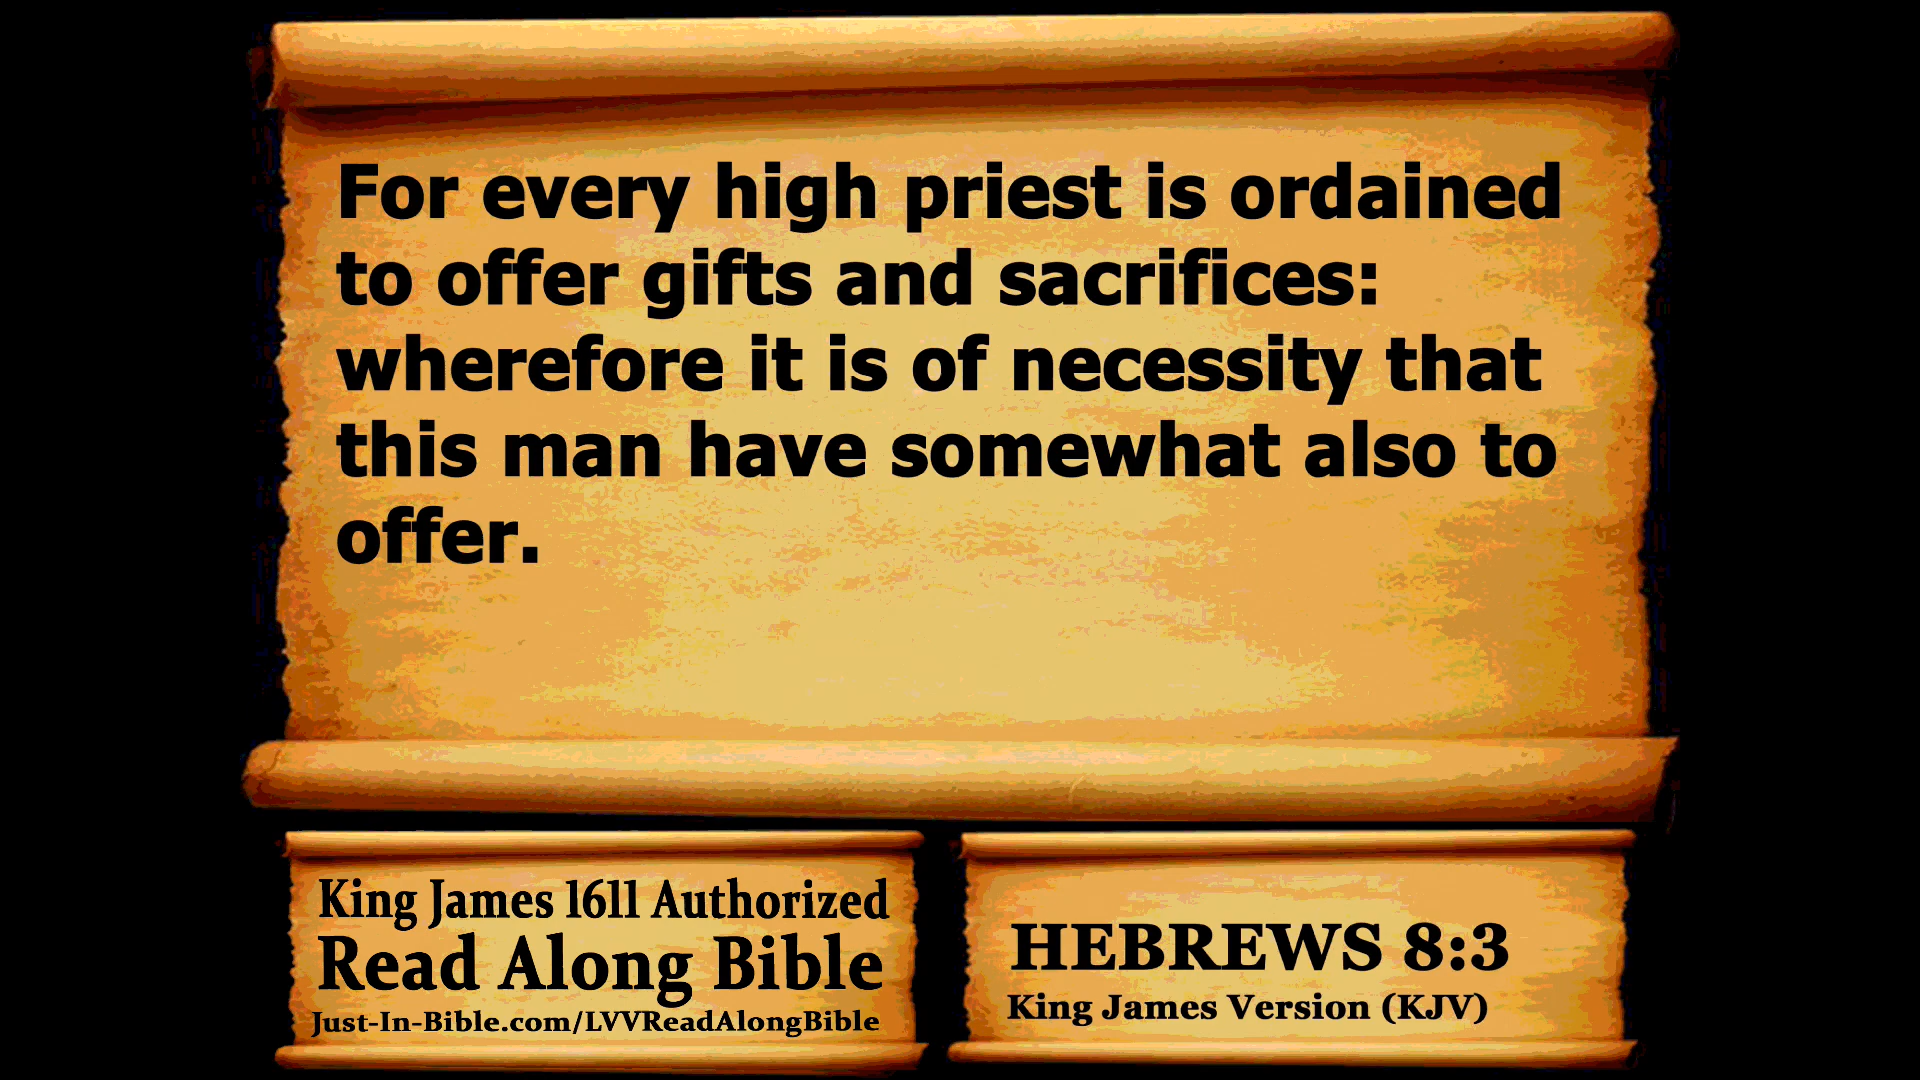 For every high priest is ordained
to offer gifts and sacrifices:
wherefore it is of necessity that
this man have somewhat also to
offer.
King James 1611 Authorized
Read Along Bible
Just-In-Bible.com/LVVReadAlongBible
HEBREWS 8:3
King James Version (KJV)